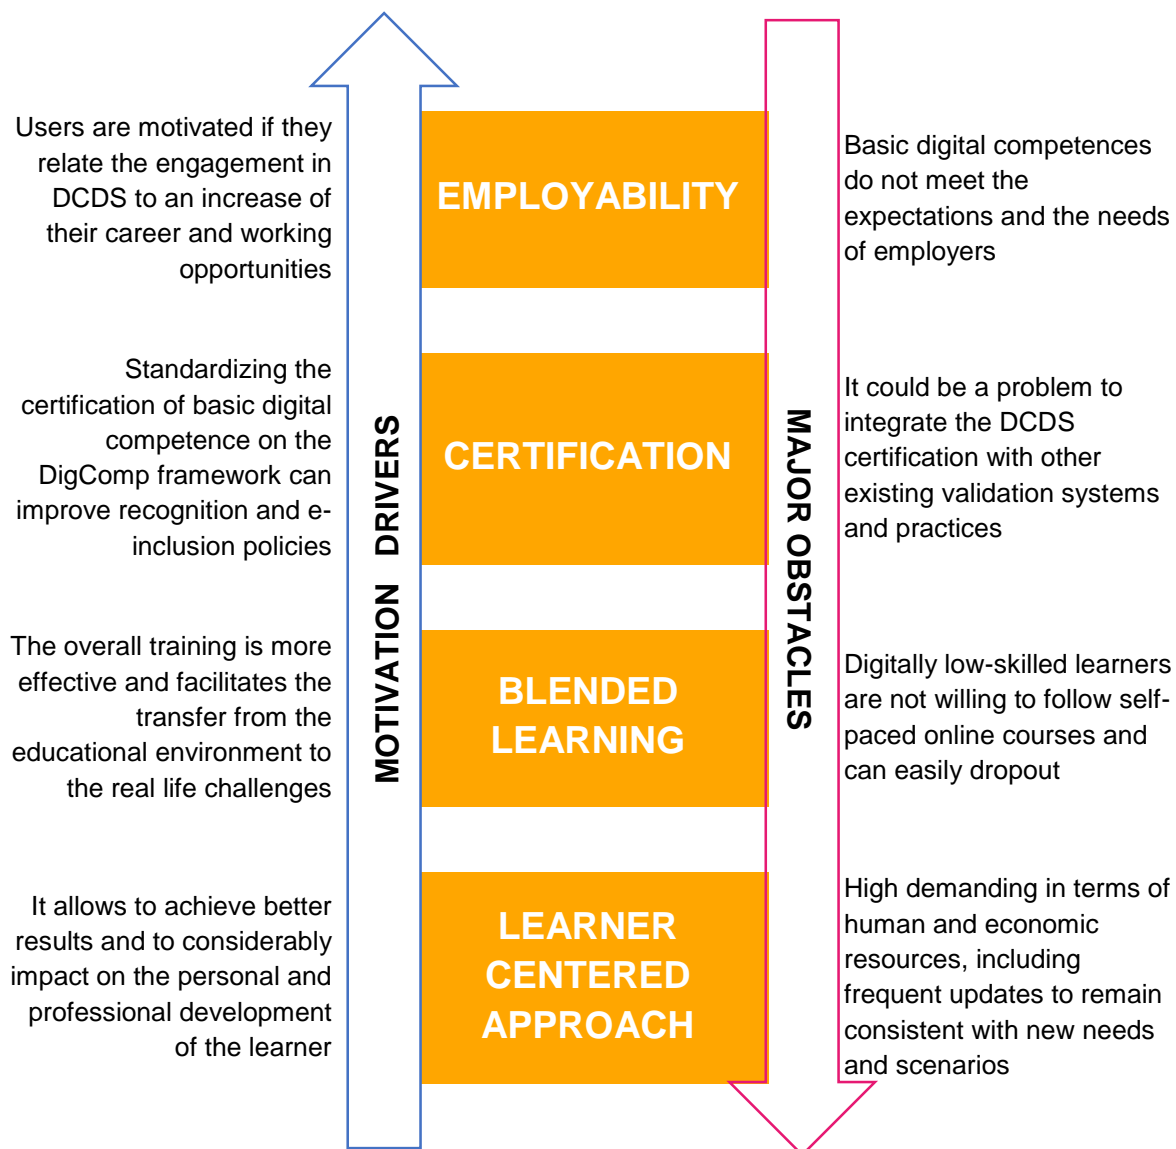 Users are motivated if they
relate the engagement in
DCDS to an increase of
their career and working
opportunities
EMPLOYABILITY
Basic digital competences
do not meet the
expectations and the needs
of employers
Standardizing the
certification of basic digital
competence on the
DigComp framework can
improve recognition and e-
inclusion policies
MOTIVATION DRIVERS
CERTIFICATION
MAJOR OBSTACLES
It could be a problem to
integrate the DCDS
certification with other
existing validation systems
and practices
The overall training is more
effective and facilitates the
transfer from the
educational environment to
the real life challenges
BLENDED
LEARNING
Digitally low-skilled learners
are not willing to follow self-
paced online courses and
can easily dropout
It allows to achieve better
results and to considerably
impact on the personal and
professional development
of the learner
LEARNER
CENTERED
APPROACH
High demanding in terms of
human and economic
resources, including
frequent updates to remain
consistent with new needs
and scenarios